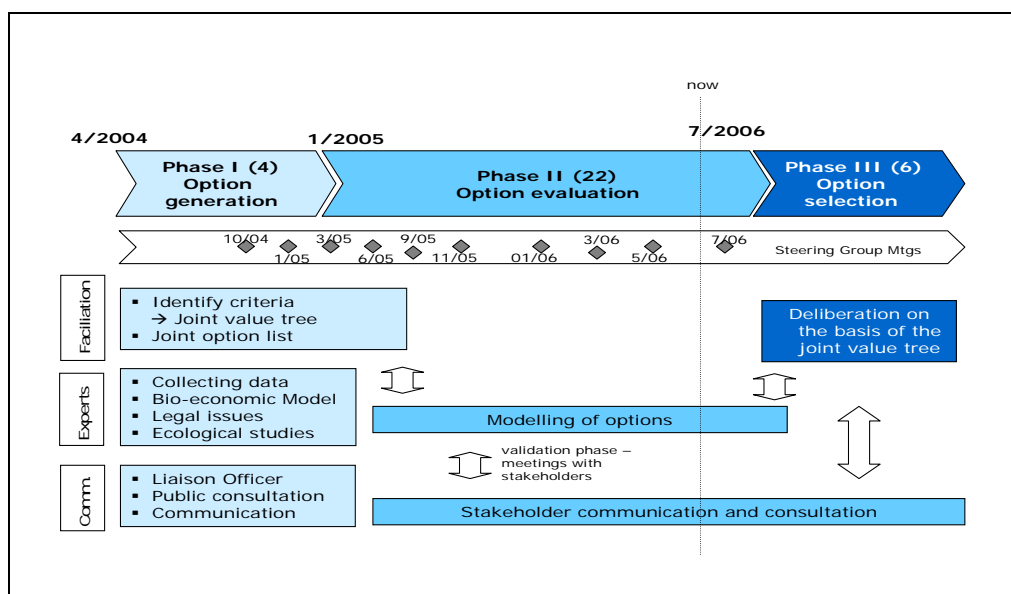 now
4/2004
1/2005
7/2006
Phase I (4)
Option
generation
Phase II (22)
Option evaluation
Phase III (6)
Option
selection
10/04
1/05
3/05
6/05
9/05
11/05
01/06
3/06
5/06
7/06
Steering Group Mtgs
Faciliation
▪ Identify criteria
→ Joint value tree
▪ Joint option list
Deliberation on
the basis of the
joint value tree
Experts
▪ Collecting data
▪ Bio-economic Model
▪ Legal issues
▪ Ecological studies
Modelling of options
validation phase –
meetings with
stakeholders
Comm.
▪ Liaison Officer
▪ Public consultation
▪ Communication
Stakeholder communication and consultation